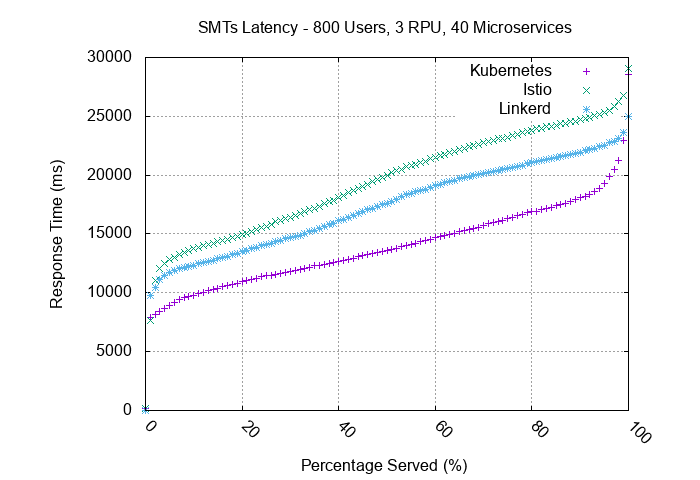 SMTs Latency - 800 Users, 3 RPU, 40 Microservices
30000
25000
20000
15000
10000
5000
0
Response Time (ms)
Kubernetes
Istio
Linkerd
0
20
40
60
80
100
Percentage Served (%)